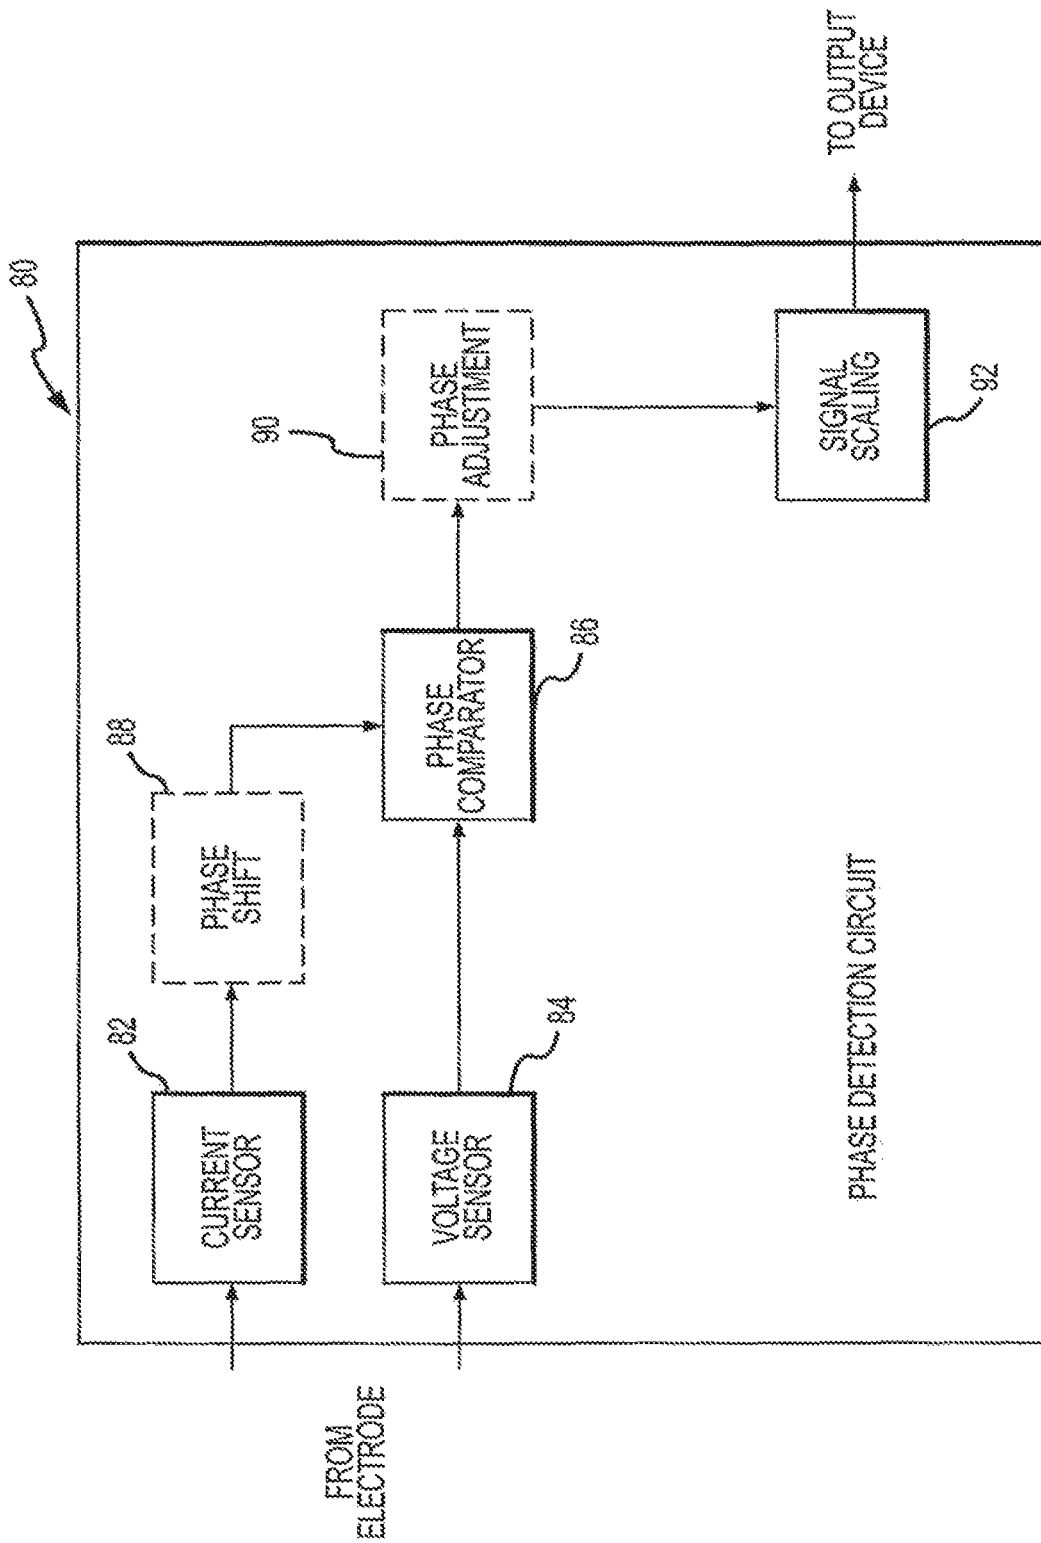 80
FROM
ELECTRODE
82
CURRENT
SENSOR
88
PHASE
SHIFT
84
VOLTAGE
SENSOR
86
PHASE
COMPARATOR
90
PHASE
ADJUSTMENT
SIGNAL
SCALING
92
TO OUTPUT
DEVICE
PHASE DETECTION CIRCUIT